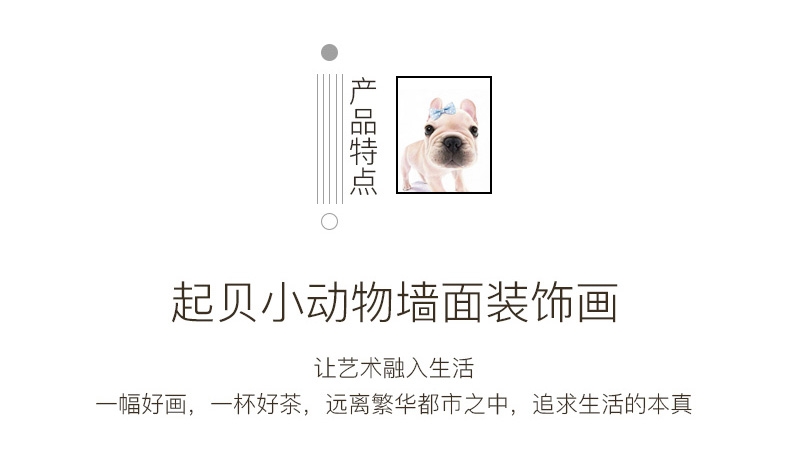 产品特点
起贝小动物墙面装饰画
让艺术融入生活
一幅好画，一杯好茶，远离繁华都市之中，追求生活的本真